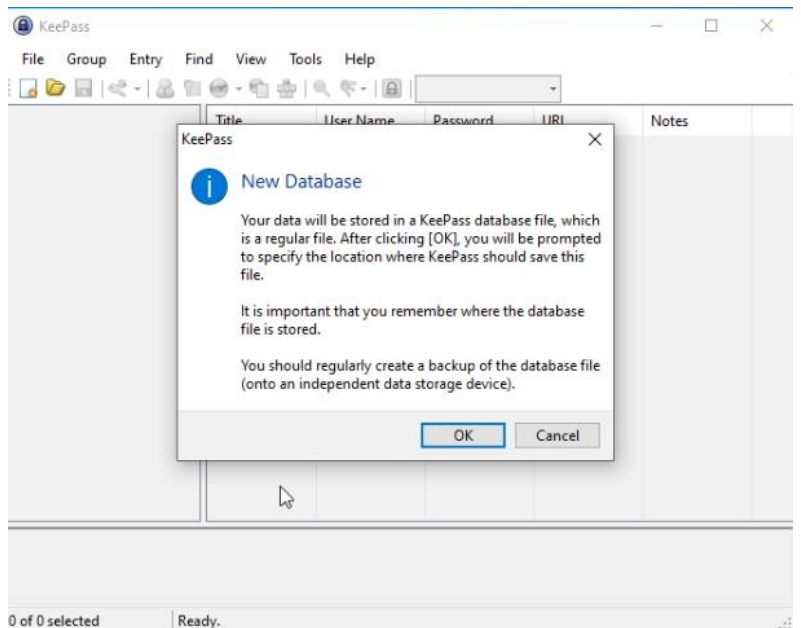 KeePass
File Group Entry Find View Tools Help
Title User Name Password URL Notes
KeePass
New Database
Your data will be stored in a KeePass database file, which
is a regular file. After clicking [OK], you will be prompted
to specify the location where KeePass should save this
file.
It is important that you remember where the database
file is stored.
You should regularly create a backup of the database file
(onto an independent data storage device).
OK Cancel
0 of 0 selected Ready.